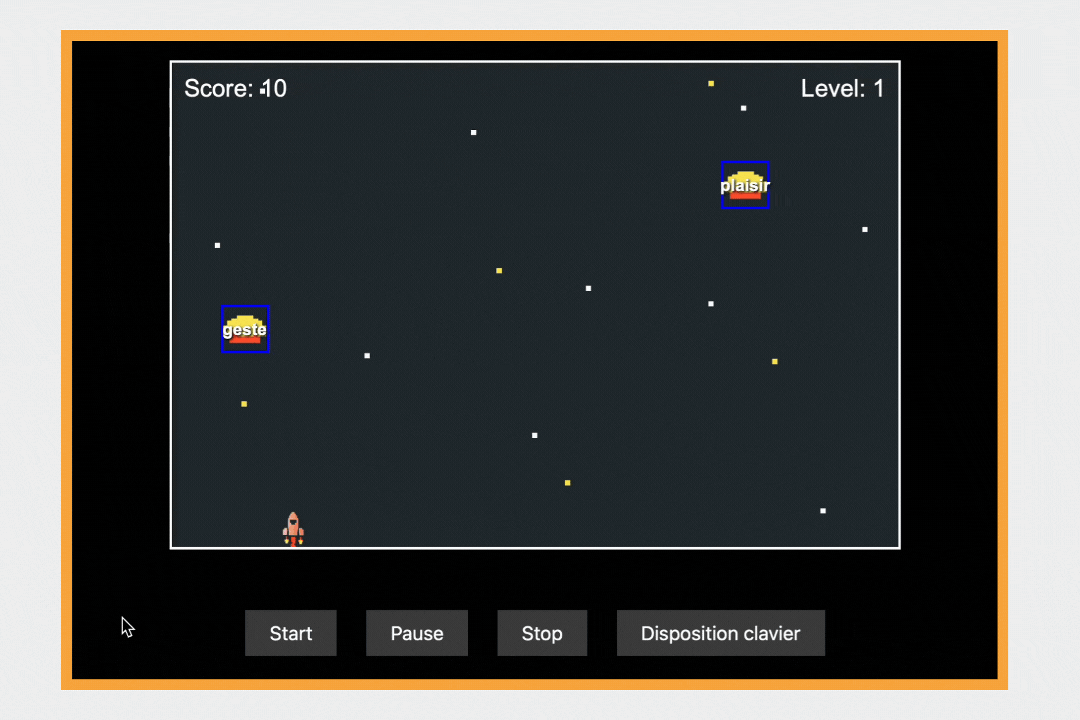 Score: 10
Level: 1
plaisir
geste
Start
Pause
Stop
Disposition clavier